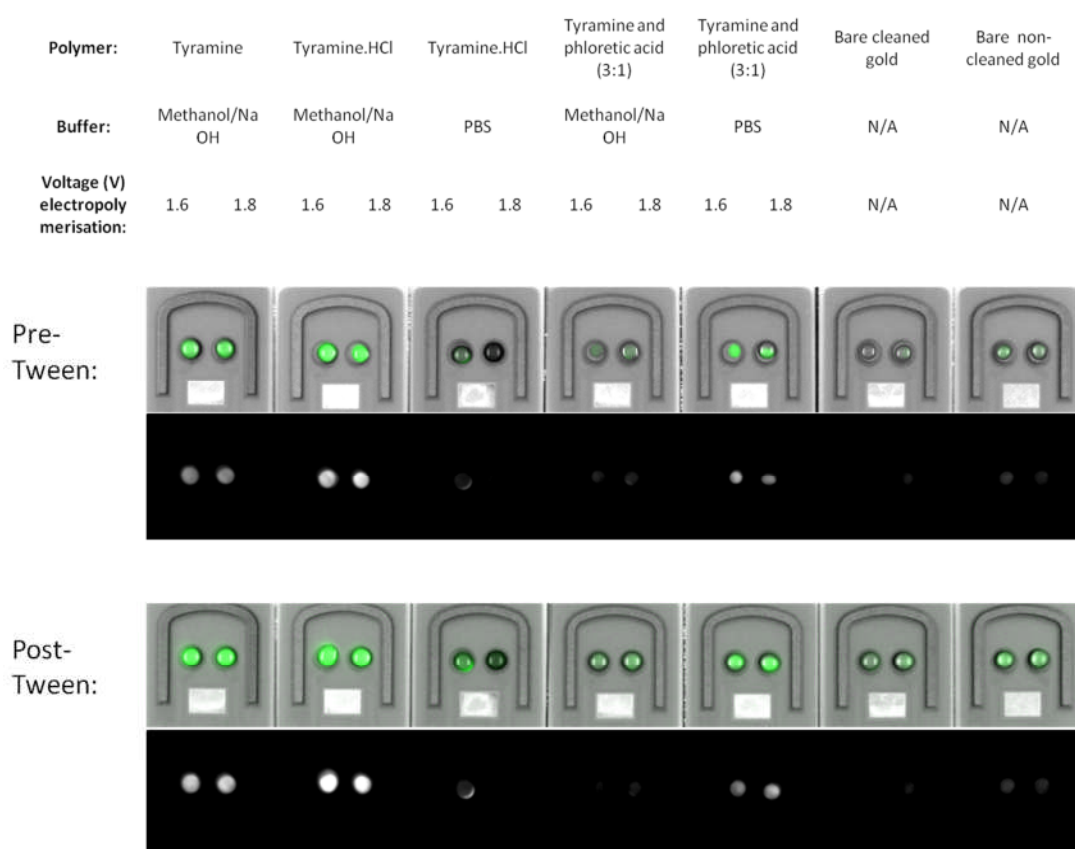 Polymer: Tyramine Tyramine.HCl Tyramine.HCl Tyramine and phloretic acid (3:1) Tyramine and phloretic acid (3:1) Bare cleaned gold Bare non-cleaned gold
Buffer: Methanol/Na OH Methanol/Na OH PBS Methanol/Na OH PBS N/A N/A
Voltage (V) electropoly merisation: 1.6 1.8 1.6 1.8 1.6 1.8 1.6 1.8 1.6 1.8 N/A N/A
Pre-
Tween:
Post-
Tween: